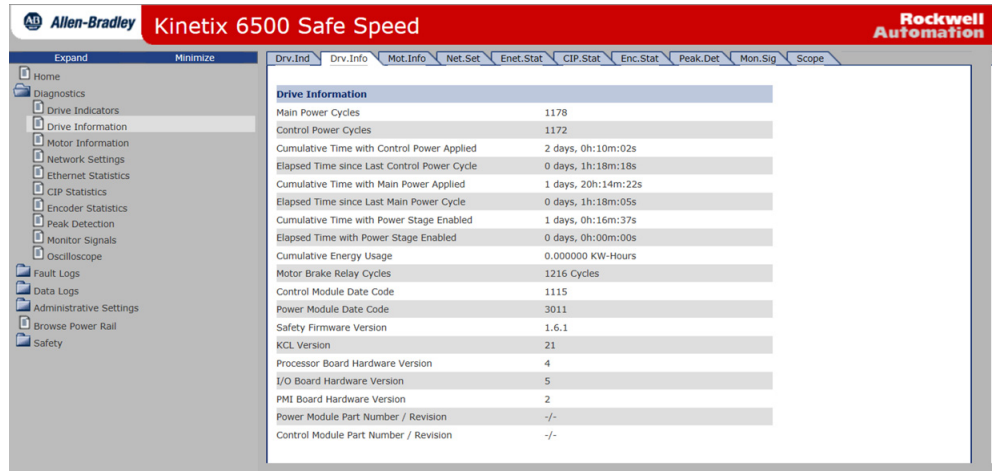 Allen-Bradley
Kinetix 6500 Safe Speed
Rockwell
Automation
Expand Minimize
Home
Diagnostics
Drive Indicators
Drive Information
Motor Information
Network Settings
Ethernet Statistics
CIP Statistics
Encoder Statistics
Peak Detection
Monitor Signals
Oscilloscope
Fault Logs
Data Logs
Administrative Settings
Browse Power Rail
Safety
Drv.Ind Drv.Info Mot.Info Net.Set Enet.Stat CIP.Stat Enc.Stat Peak.Det Mon.Sig Scope
Drive Information
Main Power Cycles 1178
Control Power Cycles 1172
Cumulative Time with Control Power Applied 2 days, 0h:10m:02s
Elapsed Time since Last Control Power Cycle 0 days, 1h:18m:18s
Cumulative Time with Main Power Applied 1 days, 20h:14m:22s
Elapsed Time since Last Main Power Cycle 0 days, 1h:18m:05s
Cumulative Time with Power Stage Enabled 1 days, 0h:16m:37s
Elapsed Time with Power Stage Enabled 0 days, 0h:00m:00s
Cumulative Energy Usage 0.000000 KW-Hours
Motor Brake Relay Cycles 1216 Cycles
Control Module Date Code 1115
Power Module Date Code 3011
Safety Firmware Version 1.6.1
KCL Version 21
Processor Board Hardware Version 4
I/O Board Hardware Version 5
PMI Board Hardware Version 2
Power Module Part Number / Revision -/-
Control Module Part Number / Revision -/-